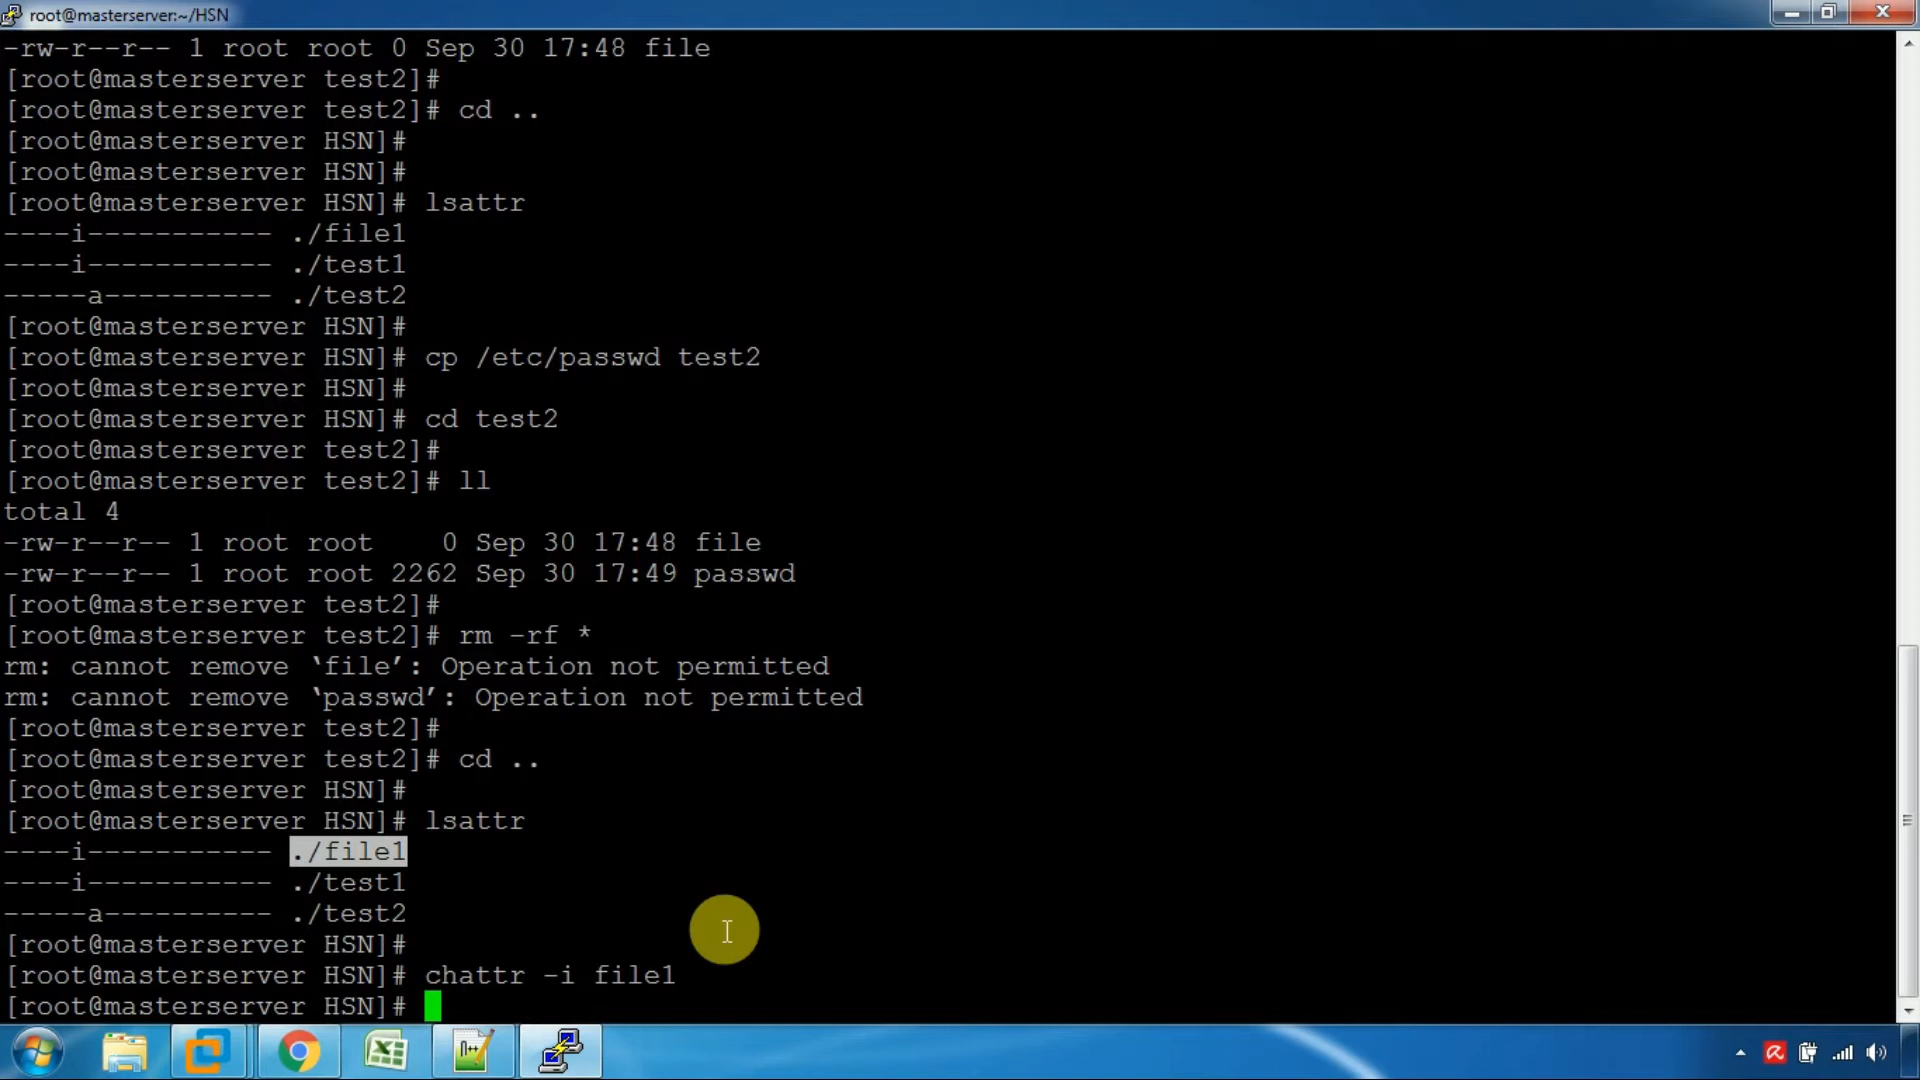 root@masterserver:~/HSN
-rw-r--r-- 1 root root 0 Sep 30 17:48 file
[root@masterserver test2]#
[root@masterserver test2]# cd ..
[root@masterserver HSN]#
[root@masterserver HSN]#
[root@masterserver HSN]# lsattr
----i----------- ./file1
----i----------- ./test1
-----a---------- ./test2
[root@masterserver HSN]#
[root@masterserver HSN]# cp /etc/passwd test2
[root@masterserver HSN]#
[root@masterserver HSN]# cd test2
[root@masterserver test2]#
[root@masterserver test2]# ll
total 4
-rw-r--r-- 1 root root    0 Sep 30 17:48 file
-rw-r--r-- 1 root root 2262 Sep 30 17:49 passwd
[root@masterserver test2]#
[root@masterserver test2]# rm -rf *
rm: cannot remove ‘file’: Operation not permitted
rm: cannot remove ‘passwd’: Operation not permitted
[root@masterserver test2]#
[root@masterserver test2]# cd ..
[root@masterserver HSN]#
[root@masterserver HSN]# lsattr
----i----------- ./file1
----i----------- ./test1
-----a---------- ./test2
[root@masterserver HSN]#
[root@masterserver HSN]# chattr -i file1
[root@masterserver HSN]#